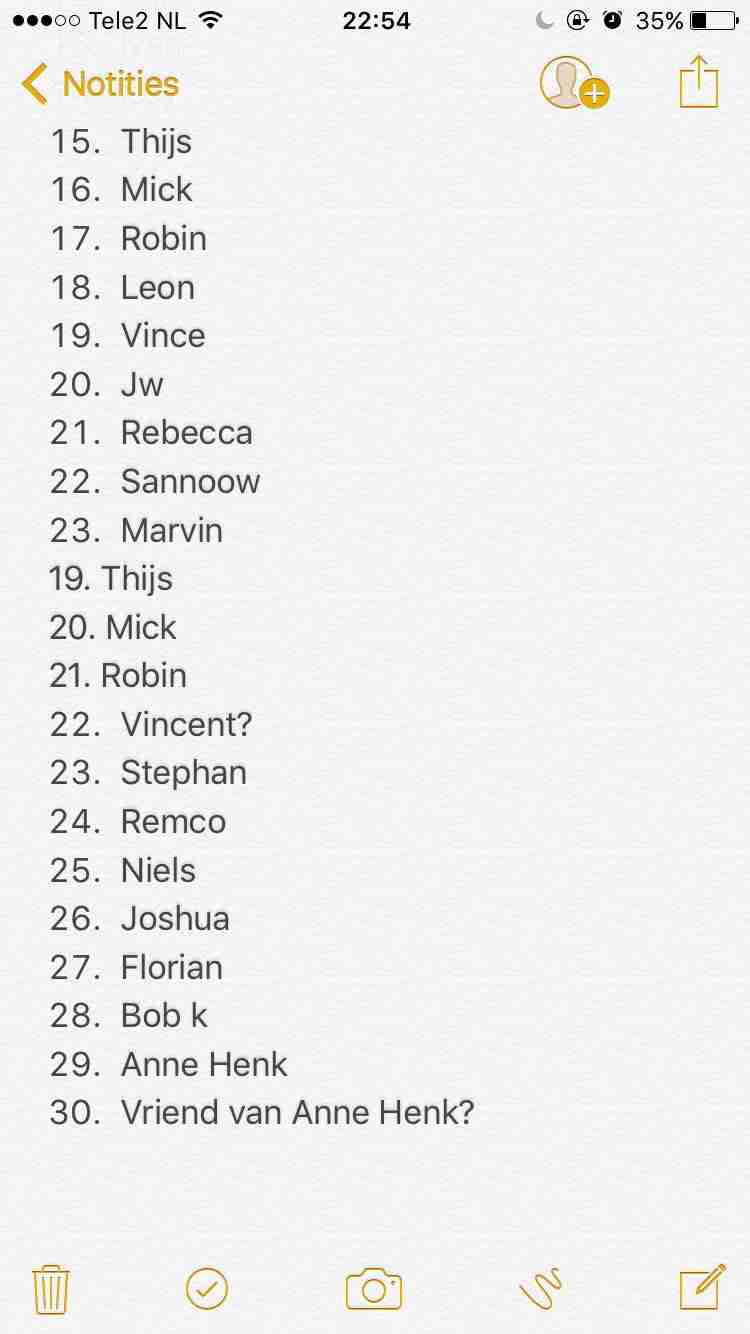 Tele2 NL 22:54 35%
Notities
15. Thijs
16. Mick
17. Robin
18. Leon
19. Vince
20. Jw
21. Rebecca
22. Sannoow
23. Marvin
19. Thijs
20. Mick
21. Robin
22. Vincent?
23. Stephan
24. Remco
25. Niels
26. Joshua
27. Florian
28. Bob k
29. Anne Henk
30. Vriend van Anne Henk?